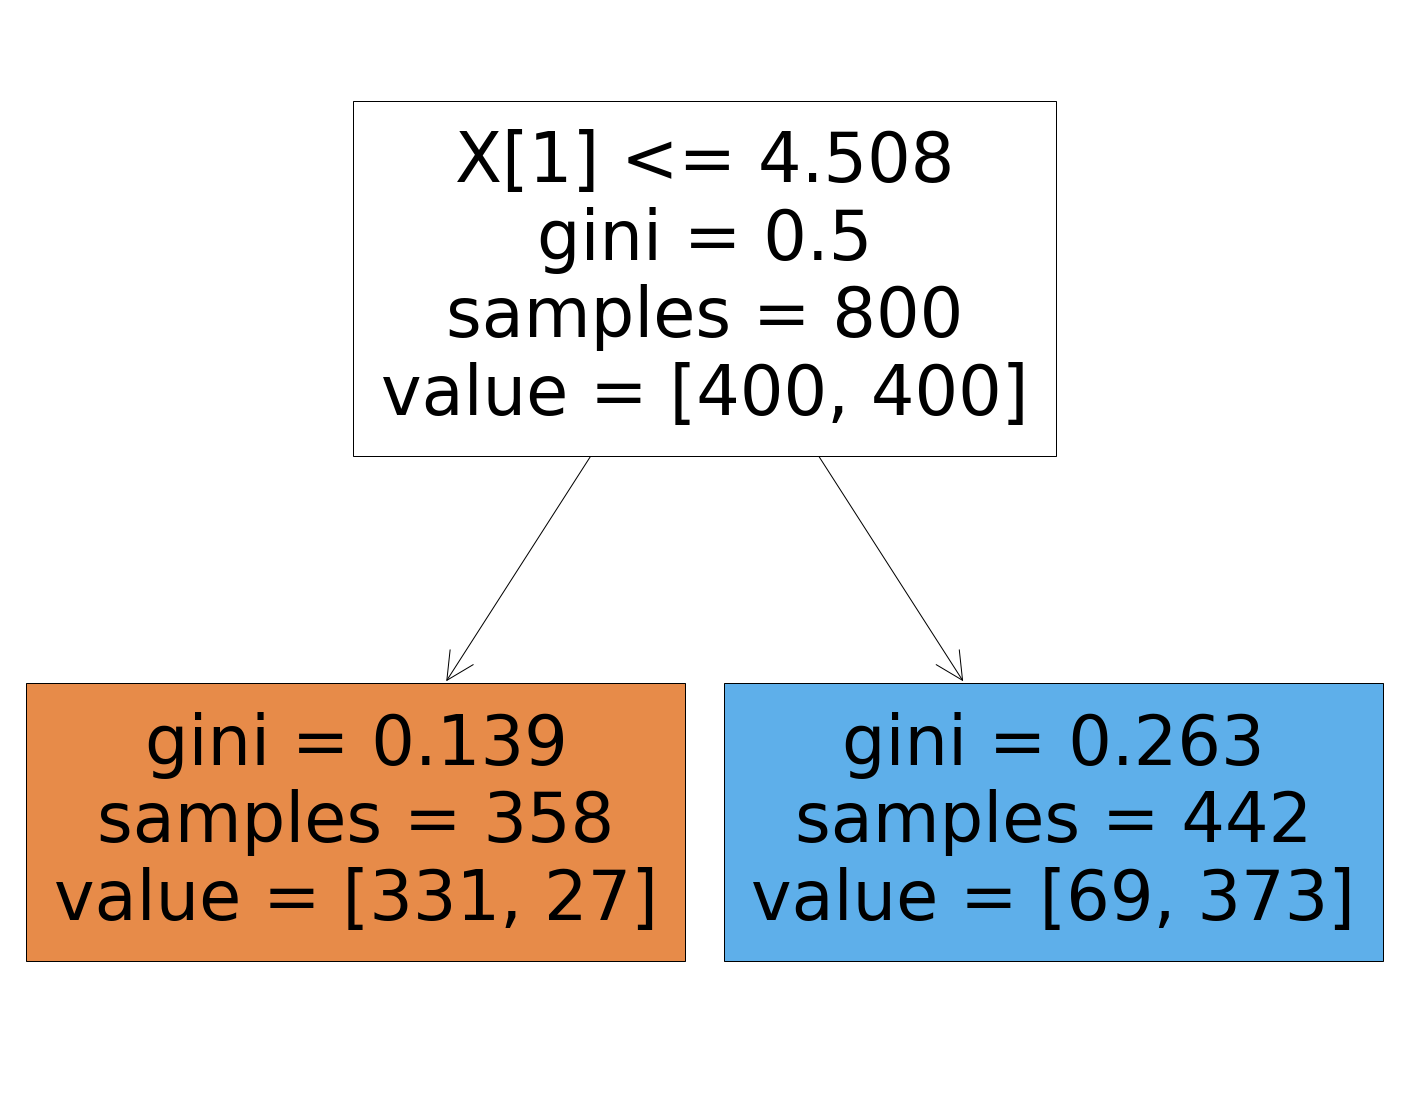 X[1] <= 4.508
gini = 0.5
samples = 800
value = [400, 400]
gini = 0.139
samples = 358
value = [331, 27]
gini = 0.263
samples = 442
value = [69, 373]